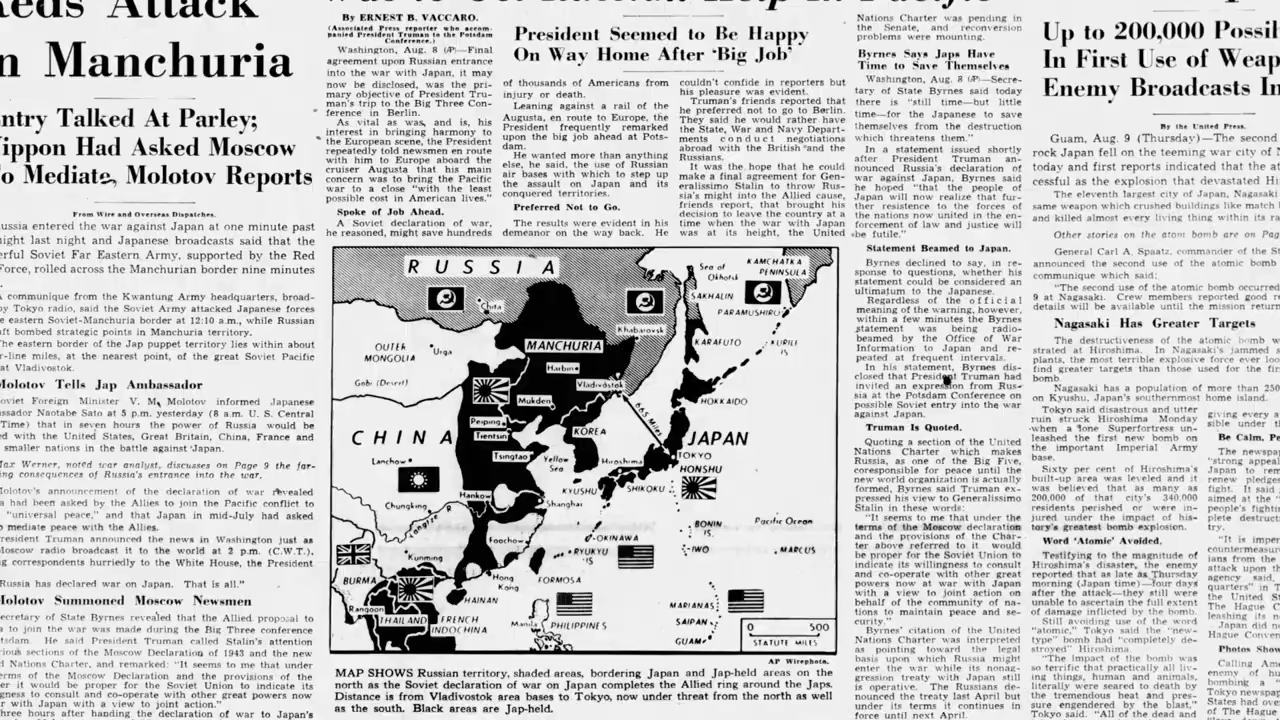 Reds Attack
In Manchuria
Entry Talked At Parley;
Nippon Had Asked Moscow
To Mediate, Molotov Reports
From Wire and Overseas Dispatches.
Russia entered the war against Japan at one minute past
night last night and Japanese broadcasts said that the
erful Soviet Far Eastern Army, supported by the Red
Force, rolled across the Manchurian border nine minutes
A communique from the Kwantung Army headquarters, broad-
by Tokyo radio, said the Soviet Army attacked Japanese forces
e eastern Soviet-Manchuria border at 12:10 a.m., while Russian
aft bombed strategic points in Manchuria territory.
The eastern border of the Jap puppet territory lies within about
r-line miles, at the nearest point, of the great Soviet Pacific
at Vladivostok.
Molotov Tells Jap Ambassador
Soviet Foreign Minister V. M. Molotov informed Japanese
ssador Naotabe Sato at 5 p.m. yesterday (8 a.m. U. S. Central
Time) that in seven hours the power of Russia would be
ed with the United States, Great Britain, China, France and
smaller nations in the battle against Japan.
Max Werner, noted war analyst, discusses on Page 9 the far-
ing consequences of Russia's entrance into the war.
Molotov's announcement of the declaration of war revealed
a had been asked by the Allies to join the Pacific conflict to
"universal peace," and that Japan in mid-July had asked
o mediate peace with the Allies.
resident Truman announced the news in Washington just as
Moscow radio broadcast it to the world at 2 p.m. (C.W.T.).
ng correspondents hurriedly to the White House, the President
Russia has declared war on Japan. That is all."
Molotov Summoned Moscow Newsmen
Secretary of State Byrnes revealed that the Allied proposal to
a to join the war was made during the Big Three conference
tsdam. He said President Truman called Stalin's attention
rious sections of the Moscow Declaration of 1943 and the new
d Nations Charter, and remarked: "It seems to me that under
erms of the Moscow Declaration and the provisions of the
er it would be proper for the Soviet Union to indicate its
gness to consult and co-operate with other great powers now
r with Japan with a view to joint action."
hree hours after handing the declaration of war to Japan's
Was to Get Russian Help in Pacific
By ERNEST B. VACCARO.
(Associated Press reporter who accom-
panied President Truman to the Potsdam
Conference.)
Washington, Aug. 8 (AP)—Final
agreement upon Russian entrance
into the war with Japan, it may
now be disclosed, was the pri-
mary objective of President Tru-
man's trip to the Big Three Con-
ference in Berlin.
As vital as was, and is, his
interest in bringing harmony to
the European scene, the President
repeatedly told newsmen en route
with him to Europe aboard the
cruiser Augusta that his main
concern was to bring the Pacific
war to a close "with the least
possible cost in American lives."
Spoke of Job Ahead.
A Soviet declaration of war,
he reasoned, might save hundreds
President Seemed to Be Happy
On Way Home After 'Big Job'
of thousands of Americans from
injury or death.
Leaning against a rail of the
Augusta, en route to Europe, the
President frequently remarked
upon the big job ahead at Pots-
dam.
He wanted more than anything
else, he said, the use of Russian
air bases with which to step up
the assault on Japan and its
conquered territories.
Preferred Not to Go.
The results were evident in his
demeanor on the way back. He
couldn't confide in reporters but
his pleasure was evident.
Truman's friends reported that
he preferred not to go to Berlin.
They said he would rather have
the State, War and Navy Depart-
ments conduct negotiations
abroad with the British and the
Russians.
It was the hope that he could
make a final agreement for Gen-
eralissimo Stalin to throw Rus-
sia's might into the Allied cause,
friends report, that brought his
decision to leave the country at a
time when the war with Japan
was at its height, the United
RUSSIA
Sea of
Okhotsk
KAMCHATKA
PENINSULA
SAKHALIN
PARAMUSHIRO
Chita
Khabarovsk
KARAFUTO
KURILE
IS.
OUTER
MONGOLIA
Urga
MANCHURIA
Harbin
Vladivostok
Gobi (Desert)
Mukden
665 Miles
HOKKAIDO
Peiping
Tientsin
KOREA
CHINA
JAPAN
Tsingtao
Yellow
Sea
Hiroshima
TOKYO
HONSHU
Lanchow
KYUSHU
SHIKOKU
Hankow
Shanghai
Chungking
Yangtze R.
BONIN
IS.
Pacific Ocean
Foochow
OKINAWA
RYUKYU
IS.
IWO
MARCUS
Kunming
BURMA
Hong
Kong
FORMOSA
Rangoon
HAINAN
MARIANAS
THAILAND
FRENCH
INDOCHINA
Manila
PHILIPPINES
SAIPAN
GUAM
0 500
STATUTE MILES
AP Wirephoto.
MAP SHOWS Russian territory, shaded areas, bordering Japan and Jap-held areas on the
north as the Soviet declaration of war on Japan completes the Allied ring around the Japs.
Distance is from Vladivostok area bases to Tokyo, now under threat from the north as well
as the south. Black areas are Jap-held.
Nations Charter was pending in
the Senate, and reconversion
problems were mounting.
Byrnes Says Japs Have
Time to Save Themselves
Washington, Aug. 8 (AP)—Secre-
tary of State Byrnes said today
there is "still time—but little
time—for the Japanese to save
themselves from the destruction
which threatens them."
In a statement issued shortly
after President Truman an-
nounced Russia's declaration of
war against Japan, Byrnes said
he hoped "that the people of
Japan will now realize that fur-
ther resistance to the forces of
the nations now united in the en-
forcement of law and justice will
be futile."
Statement Beamed to Japan.
Byrnes declined to say, in re-
sponse to questions, whether his
statement could be considered an
ultimatum to the Japanese.
Regardless of the official
meaning of the warning, however,
within a few minutes the Byrnes
statement was being radio-
beamed by the Office of War
Information to Japan and re-
peated at frequent intervals.
In his statement, Byrnes dis-
closed that President Truman had
invited an expression from Rus-
sia at the Potsdam Conference on
possible Soviet entry into the war
against Japan.
Truman Is Quoted.
Quoting a section of the United
Nations Charter which makes
Russia, as one of the Big Five,
corresponsible for peace until the
new world organization is actually
formed, Byrnes said Truman ex-
pressed his view to Generalissimo
Stalin in these words:
"It seems to me that under the
terms of the Moscow declaration
and the provisions of the Char-
ter above referred to it would
be proper for the Soviet Union to
indicate its willingness to consult
and co-operate with other great
powers now at war with Japan
with a view to joint action on
behalf of the community of na-
tions to maintain peace and se-
curity."
Byrnes' citation of the United
Nations Charter was interpreted
as pointing toward the legal
basis upon which Russia might
enter the war while its nonag-
gression treaty with Japan still
is operative. The Russians de-
nounced the treaty last April but
under its terms it continues in
force until next April.
Up to 200,000 Possi
In First Use of Weap
Enemy Broadcasts In
By the United Press.
Guam, Aug. 9 (Thursday)—The second
rock Japan fell on the teeming war city of N
today and first reports indicated that the a
cessful as the explosion that devastated Hi
The eleventh largest city of Japan, Nagasaki
same weapon which crushed buildings like match
and killed almost every living thing within its ra
Other stories on the atom bomb are on Pag
General Carl A. Spaatz, commander of the St
announced the second use of the atomic bomb
communique which said:
"The second use of the atomic bomb occurred
9 at Nagasaki. Crew members reported good re
details will be available until the mission return
Nagasaki Has Greater Targets
The destructiveness of the atomic bomb w
strated at Hiroshima. In Nagasaki's jammed w
plants, the most terrible explosive force ever loo
find greater targets than those used for the firs
bomb.
Nagasaki has a population of more than 250
on Kyushu, Japan's southernmost home island.
Tokyo said disastrous and utter
ruin struck Hiroshima Monday
when a lone Superfortress un-
leashed the first new bomb on
the important Imperial Army
base.
Sixty per cent of Hiroshima's
built-up area was leveled and it
was believed that as many as
200,000 of that city's 340,000
residents perished or were in-
jured under the impact of his-
tory's greatest bomb explosion.
Word 'Atomic' Avoided.
Testifying to the magnitude of
Hiroshima's disaster, the enemy
reported that as late as Thursday
morning (Japan time)—four days
after the attack—they still were
unable to ascertain the full extent
of damage inflicted by the bomb.
Still avoiding use of the word
"atomic," Tokyo said the "new-
type" bomb had "completely de-
stroyed" Hiroshima.
"The impact of the bomb was
so terrific that practically all liv-
ing things, human and animals,
literally were seared to death by
the tremendous heat and pres-
sure engendered by the blast,"
Tokyo said. "All of the dead and
giving every a
sible under th
Be Calm, Pe
The newspap
"strong appeal
Japan to rem
renew pledges
fight. It said
aimed at the
people's fightin
plete destruct
try.
"It is imper
countermeasur
ians from the
attack upon th
agency said,
quarters" in T
the United St
The Hague C
leashing its n
Japan did n
Hague Conven
Photos Show
Calling Ame
enemy of hu
bombing a "
Tokyo newspap
States had ove
of The Hague